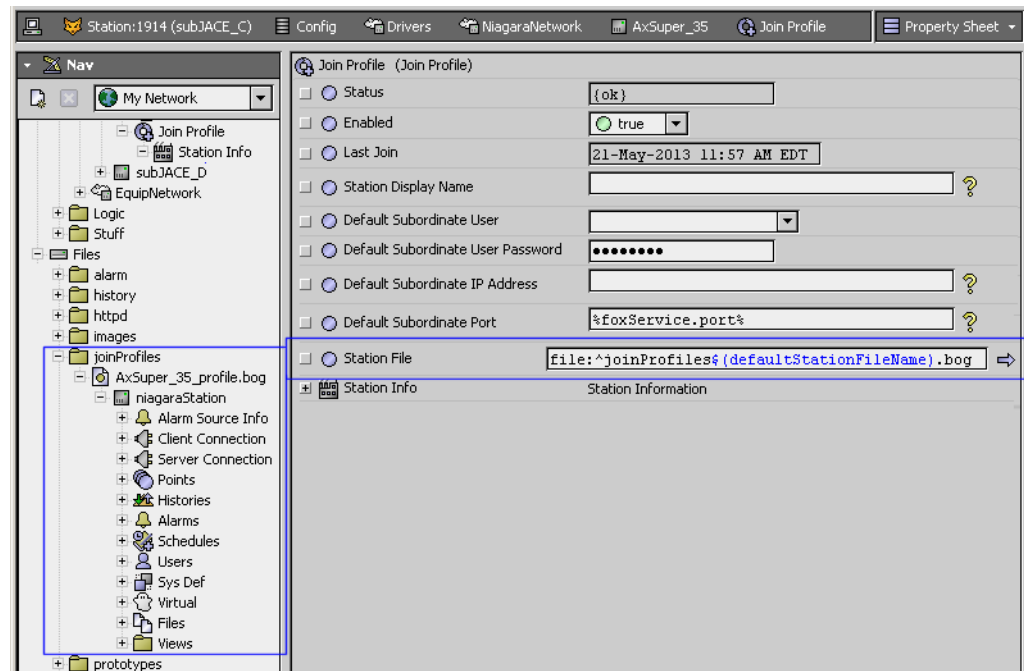 Station:1914 (subJACE_C) Config Drivers NiagaraNetwork AxSuper_35 Join Profile Property Sheet
Nav
My Network
Join Profile
Station Info
subJACE_D
EquipNetwork
Logic
Stuff
Files
alarm
history
httpd
images
joinProfiles
AxSuper_35_profile.bog
niagaraStation
Alarm Source Info
Client Connection
Server Connection
Points
Histories
Alarms
Schedules
Users
Sys Def
Virtual
Files
Views
prototypes
Join Profile (Join Profile)
Status {ok}
Enabled true
Last Join 21-May-2013 11:57 AM EDT
Station Display Name
Default Subordinate User
Default Subordinate User Password ••••••••
Default Subordinate IP Address
Default Subordinate Port %foxService.port%
Station File file:^joinProfiles$(defaultStationFileName).bog
Station Info Station Information